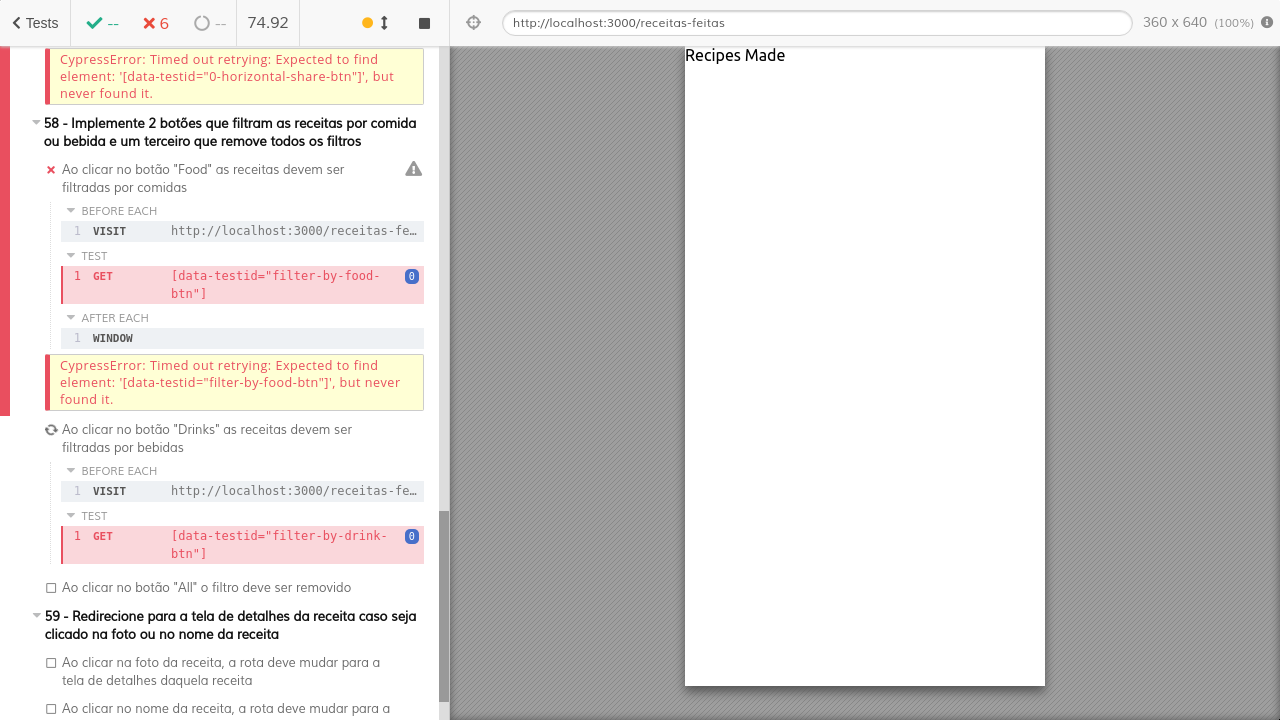 Tests
--
6
--
74.92
http://localhost:3000/receitas-feitas
360 x 640 (100%)
CypressError: Timed out retrying: Expected to find
element: '[data-testid="0-horizontal-share-btn"]', but
never found it.
58 - Implemente 2 botões que filtram as receitas por comida
ou bebida e um terceiro que remove todos os filtros
Ao clicar no botão "Food" as receitas devem ser
filtradas por comidas
BEFORE EACH
1 VISIT http://localhost:3000/receitas-fe…
TEST
1 GET [data-testid="filter-by-food- 0
btn"]
AFTER EACH
1 WINDOW
CypressError: Timed out retrying: Expected to find
element: '[data-testid="filter-by-food-btn"]', but never
found it.
Ao clicar no botão "Drinks" as receitas devem ser
filtradas por bebidas
BEFORE EACH
1 VISIT http://localhost:3000/receitas-fe…
TEST
1 GET [data-testid="filter-by-drink- 0
btn"]
Ao clicar no botão "All" o filtro deve ser removido
59 - Redirecione para a tela de detalhes da receita caso seja
clicado na foto ou no nome da receita
Ao clicar na foto da receita, a rota deve mudar para a
tela de detalhes daquela receita
Ao clicar no nome da receita, a rota deve mudar para a
Recipes Made